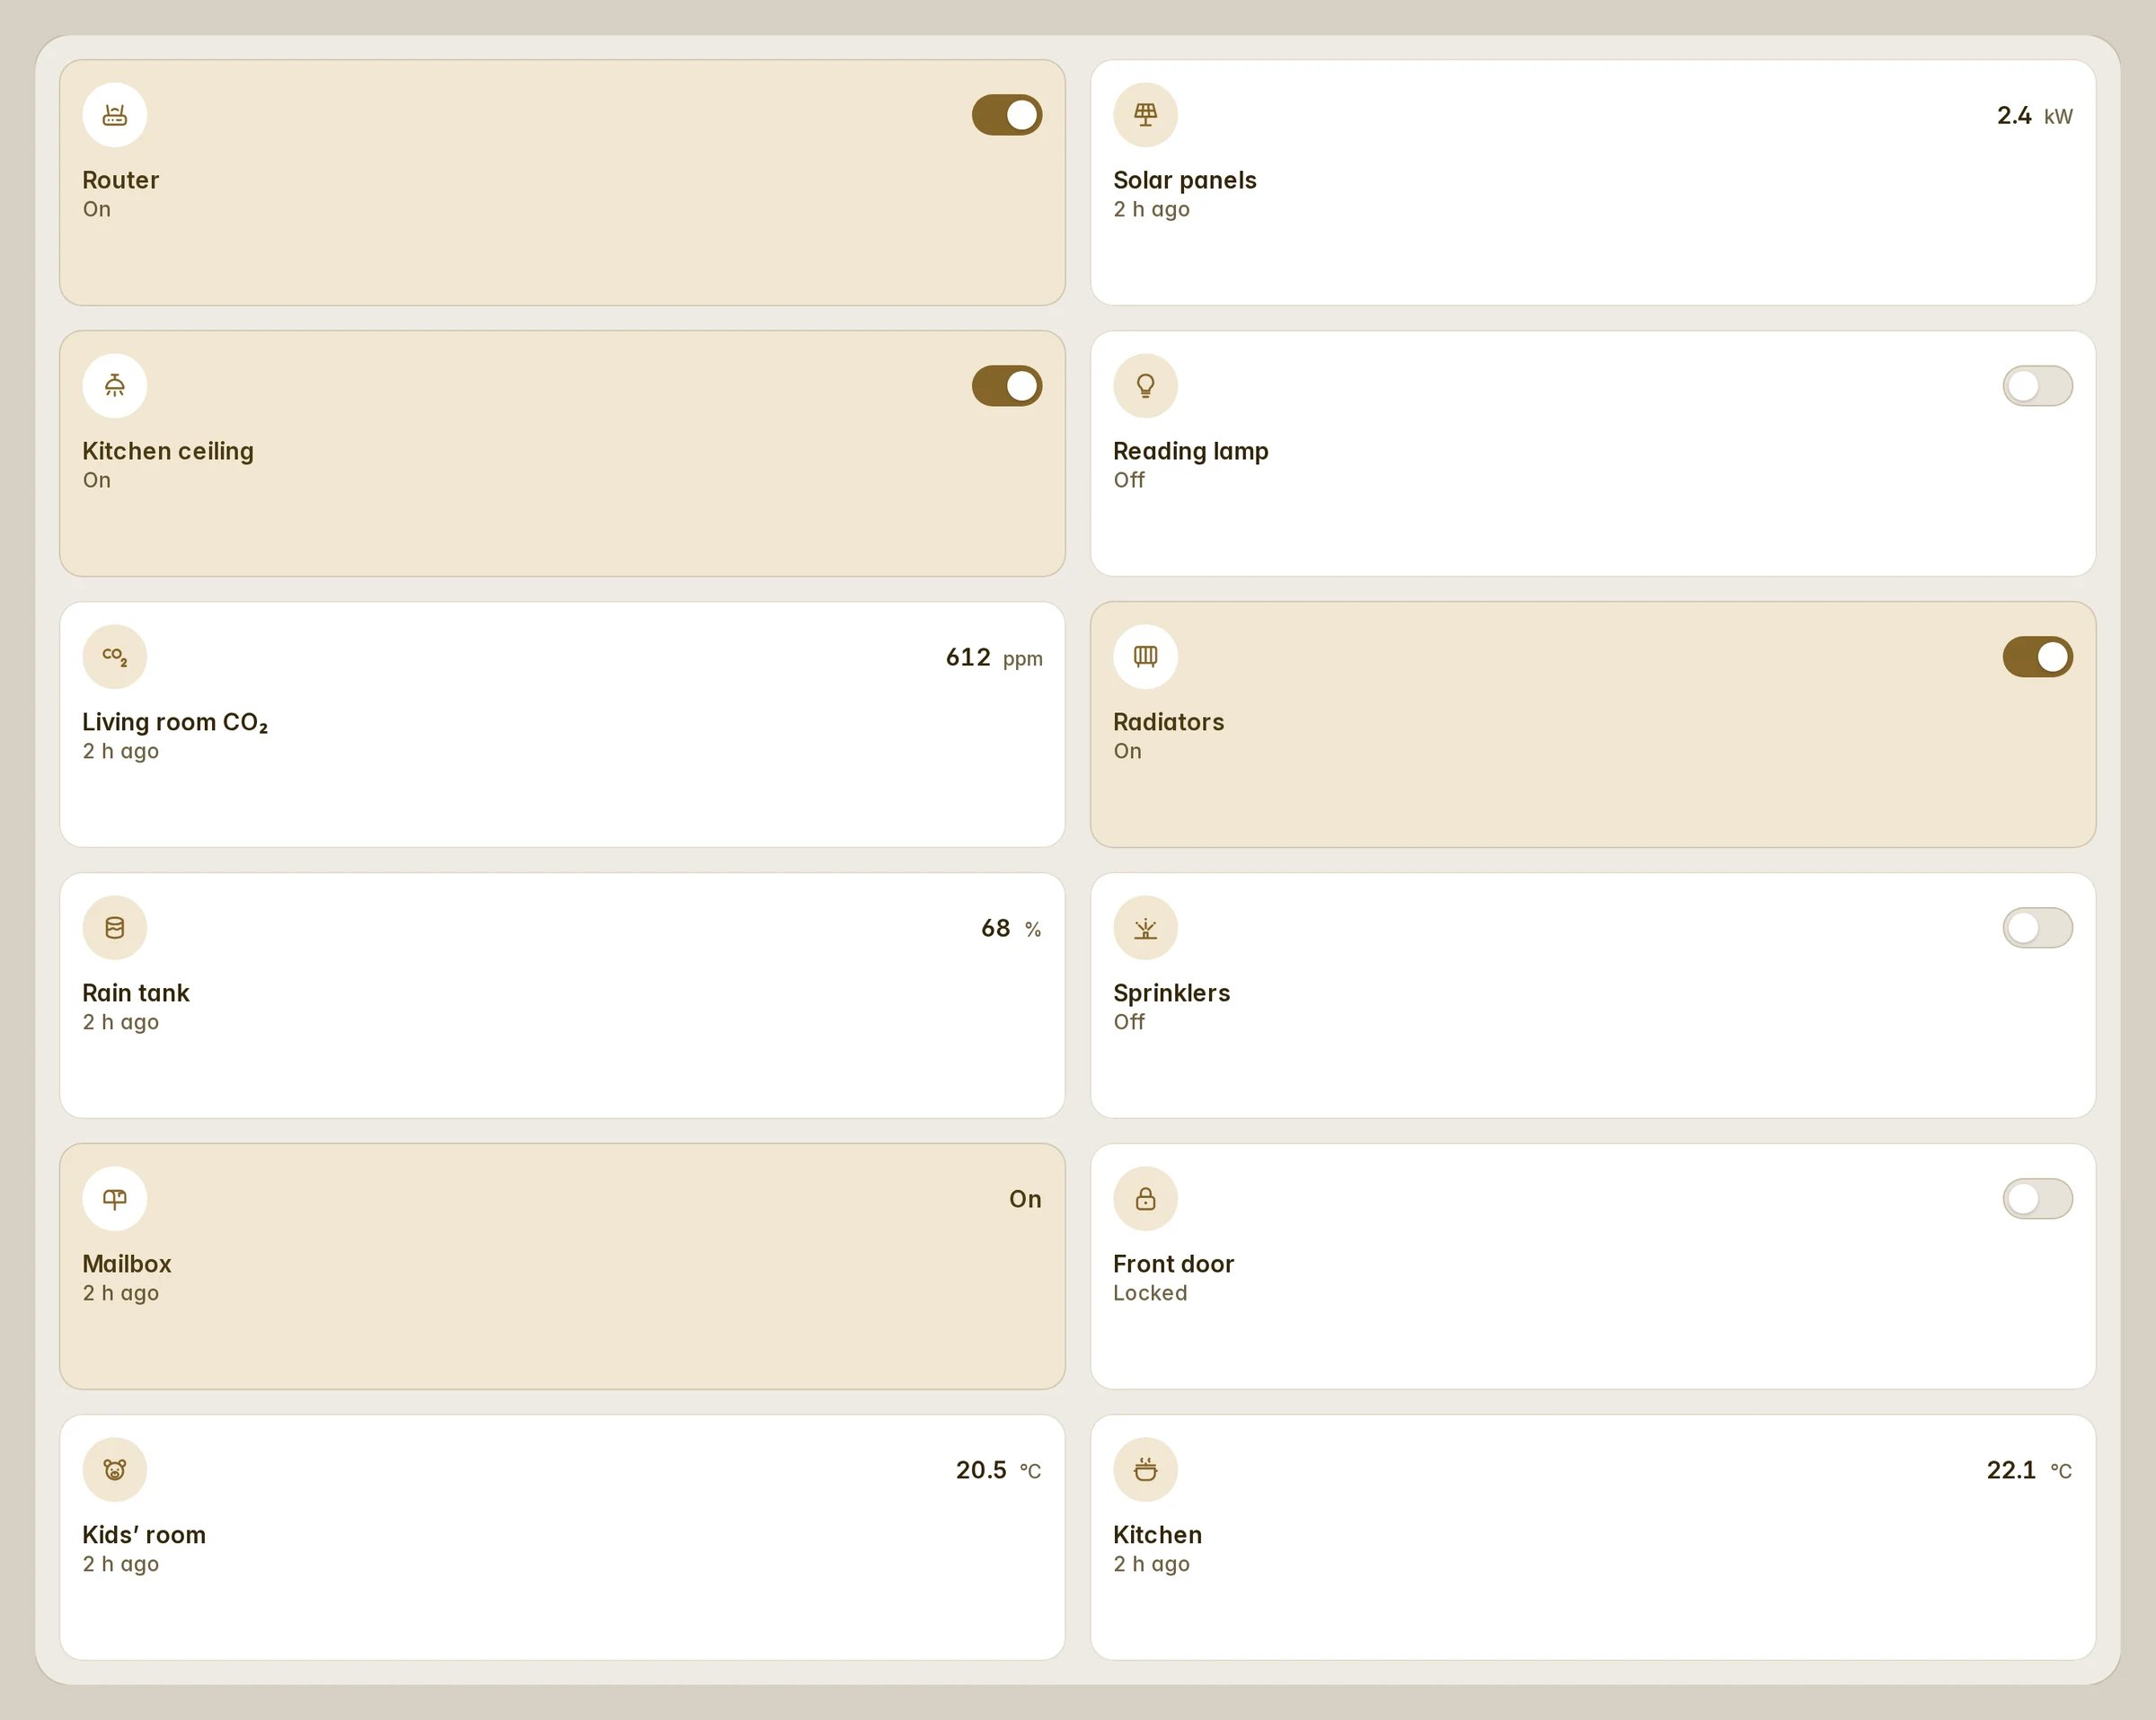 Router
On
2.4 kW
Solar panels
2 h ago
Kitchen ceiling
On
Reading lamp
Off
CO2
612 ppm
Living room CO₂
2 h ago
Radiators
On
68 %
Rain tank
2 h ago
Sprinklers
Off
On
Mailbox
2 h ago
Front door
Locked
20.5 °C
Kids’ room
2 h ago
22.1 °C
Kitchen
2 h ago